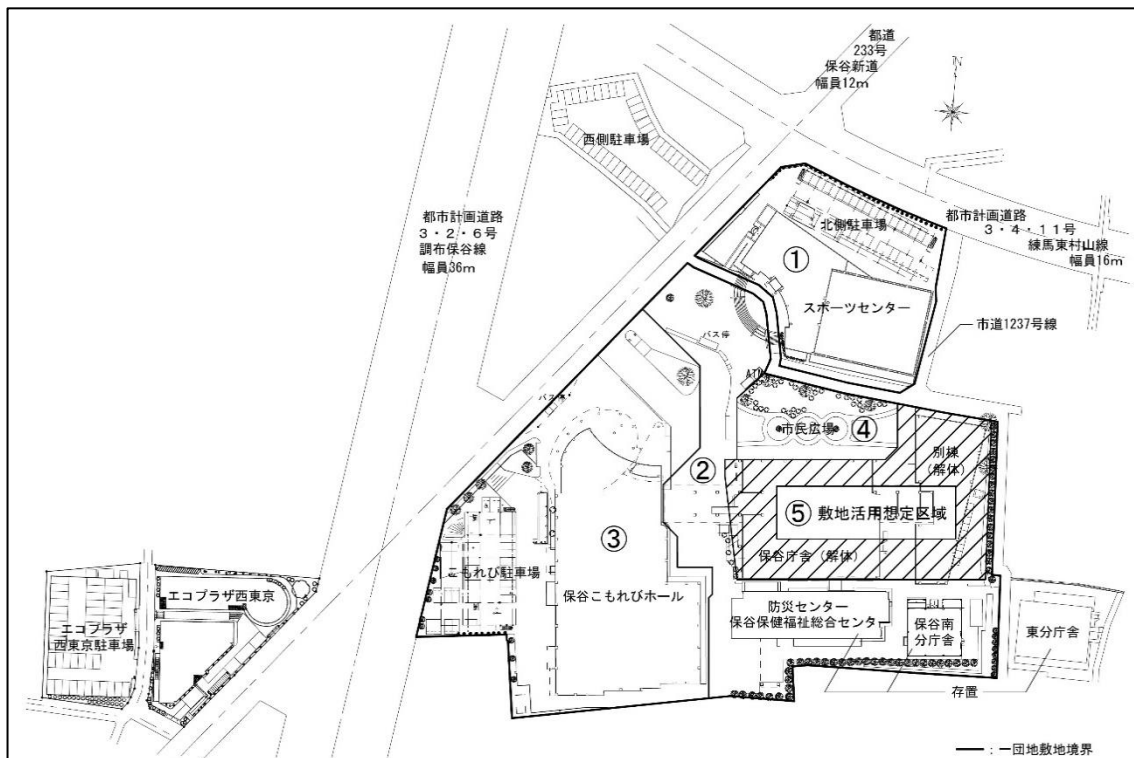 都道
233号
保谷新道
幅員12m
N
西側駐車場
都市計画道路
3・2・6号
調布保谷線
幅員36m
北側駐車場
都市計画道路
3・4・11号
練馬東村山線
幅員16m
①
スポーツセンター
市道1237号線
バス停
ATM
バス停
市民広場
④
②
別棟
(解体)
⑤ 敷地活用想定区域
③
保谷庁舎(解体)
こもれび駐車場
保谷こもれびホール
エコプラザ西東京
エコプラザ
西東京駐車場
防災センター
保谷保健福祉総合センター
保谷南
分庁舎
東分庁舎
存置
:一団地敷地境界